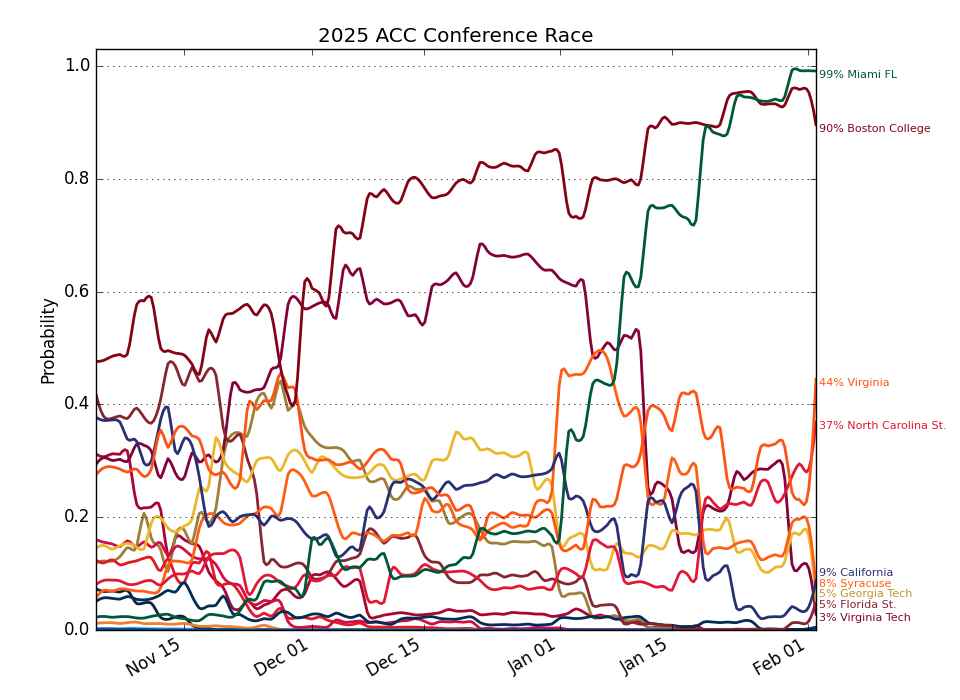 2025 ACC Conference Race
1.0
0.8
0.6
0.4
0.2
0.0
Probability
Nov 15
Dec 01
Dec 15
Jan 01
Jan 15
Feb 01
99% Miami FL
90% Boston College
44% Virginia
37% North Carolina St.
9% California
8% Syracuse
5% Georgia Tech
5% Florida St.
3% Virginia Tech